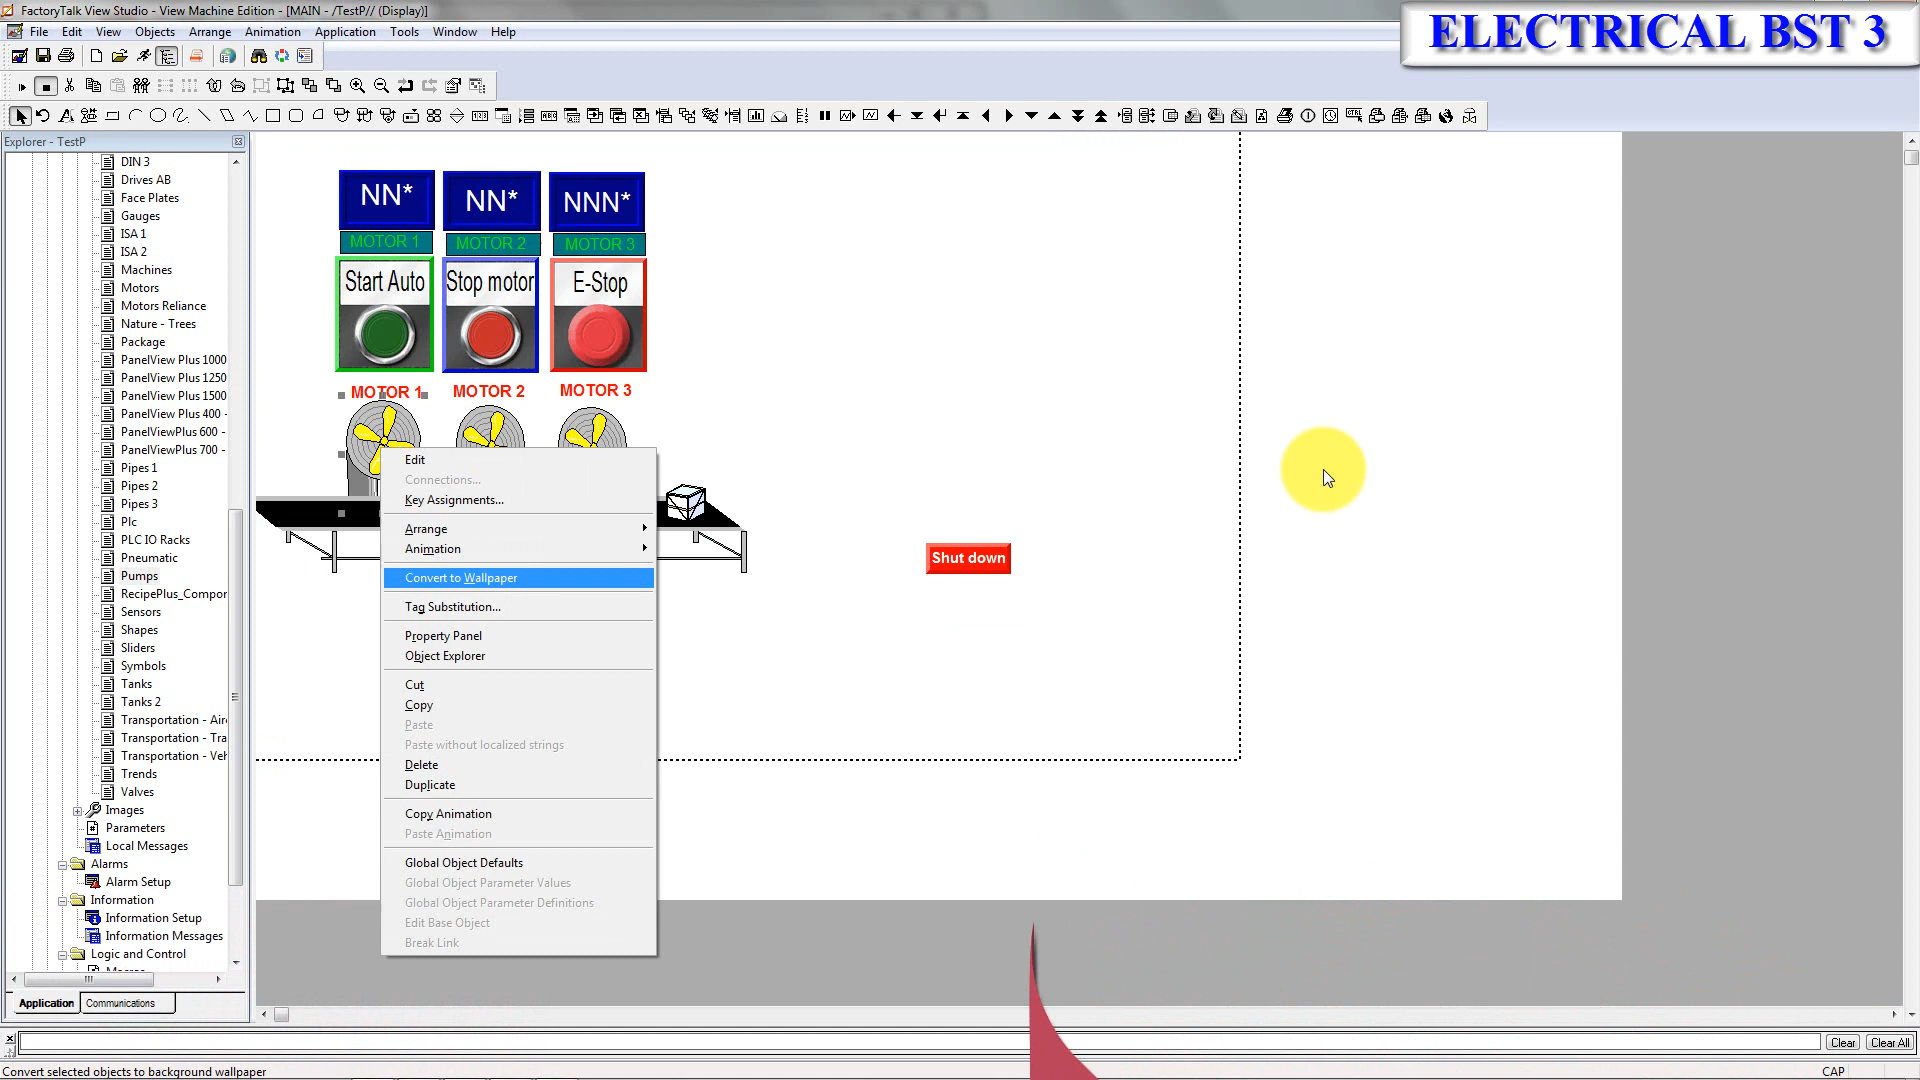 FactoryTalk View Studio - View Machine Edition - [MAIN - /TestP// (Display)]
ELECTRICAL BST 3
File Edit View Objects Arrange Animation Application Tools Window Help
Explorer - TestP
DIN 3
Drives AB
Face Plates
Gauges
ISA 1
ISA 2
Machines
Motors
Motors Reliance
Nature - Trees
Package
PanelView Plus 1000
PanelView Plus 1250
PanelView Plus 1500
PanelView Plus 400 -
PanelViewPlus 600 -
PanelViewPlus 700 -
Pipes 1
Pipes 2
Pipes 3
Plc
PLC IO Racks
Pneumatic
Pumps
RecipePlus_Compor
Sensors
Shapes
Sliders
Symbols
Tanks
Tanks 2
Transportation - Air
Transportation - Tra
Transportation - Veh
Trends
Valves
Images
Parameters
Local Messages
Alarms
Alarm Setup
Information
Information Setup
Information Messages
Logic and Control
Application Communications
NN* NN* NNN*
MOTOR 1 MOTOR 2 MOTOR 3
Start Auto Stop motor E-Stop
MOTOR 1 MOTOR 2 MOTOR 3
Shut down
Edit
Connections...
Key Assignments...
Arrange
Animation
Convert to Wallpaper
Tag Substitution...
Property Panel
Object Explorer
Cut
Copy
Paste
Paste without localized strings
Delete
Duplicate
Copy Animation
Paste Animation
Global Object Defaults
Global Object Parameter Values
Global Object Parameter Definitions
Edit Base Object
Break Link
Clear Clear All
Convert selected objects to background wallpaper
CAP